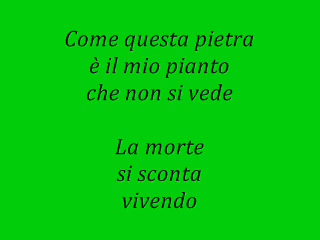 Come questa pietra
è il mio pianto
che non si vede
La morte
si sconta
vivendo